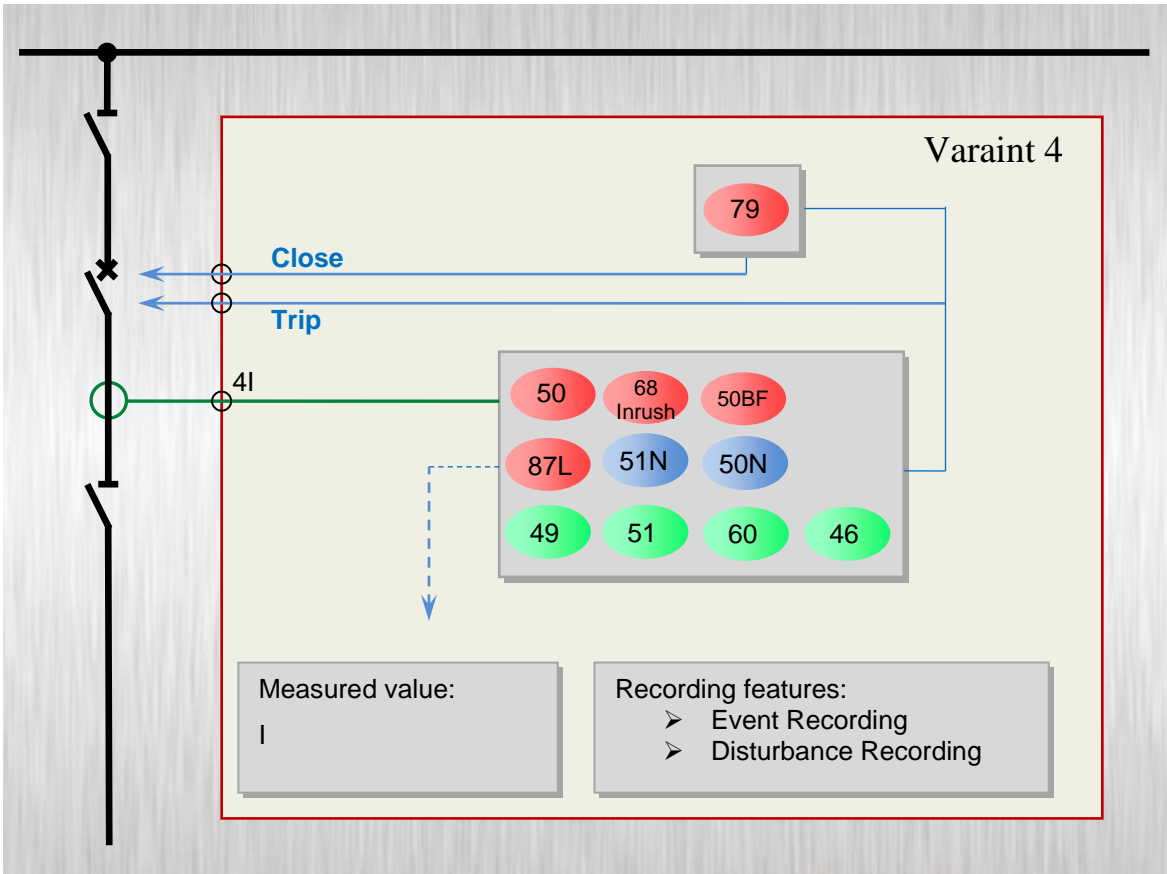 Varaint 4
79
Close
Trip
4I
50
68
Inrush
50BF
87L
51N
50N
49
51
60
46
Measured value:
I
Recording features:
➢ Event Recording
➢ Disturbance Recording